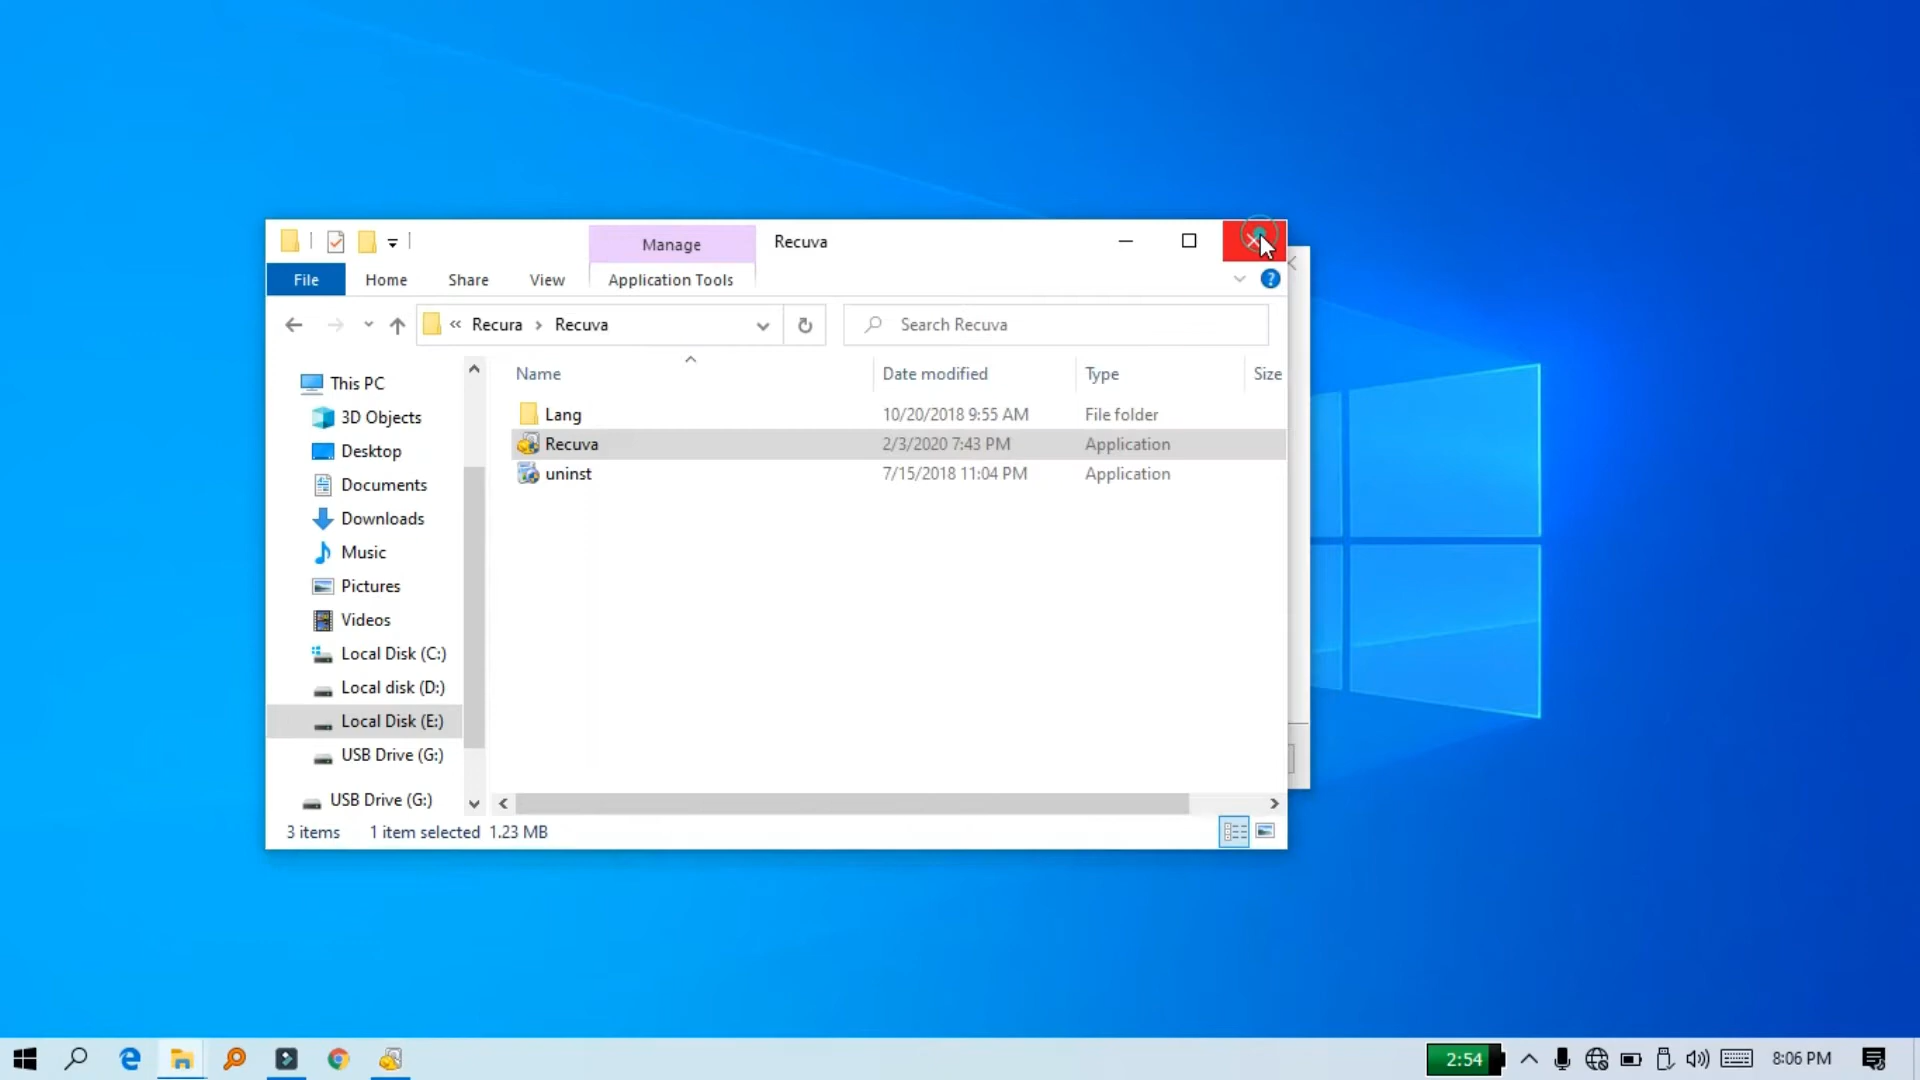 Manage
Recuva
File
Home
Share
View
Application Tools
« Recura > Recuva
Search Recuva
Name
Date modified
Type
Size
Lang
10/20/2018 9:55 AM
File folder
Recuva
2/3/2020 7:43 PM
Application
uninst
7/15/2018 11:04 PM
Application
This PC
3D Objects
Desktop
Documents
Downloads
Music
Pictures
Videos
Local Disk (C:)
Local disk (D:)
Local Disk (E:)
USB Drive (G:)
USB Drive (G:)
3 items
1 item selected 1.23 MB
2:54
8:06 PM